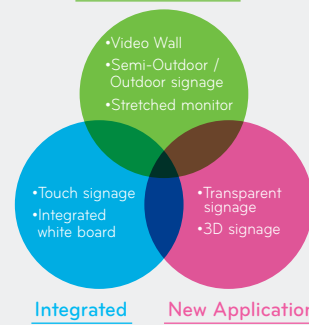 •Video Wall
•Semi-Outdoor /
Outdoor signage
•Stretched monitor
•Touch signage
•Integrated
white board
•Transparent
signage
•3D signage
Integrated
New Application